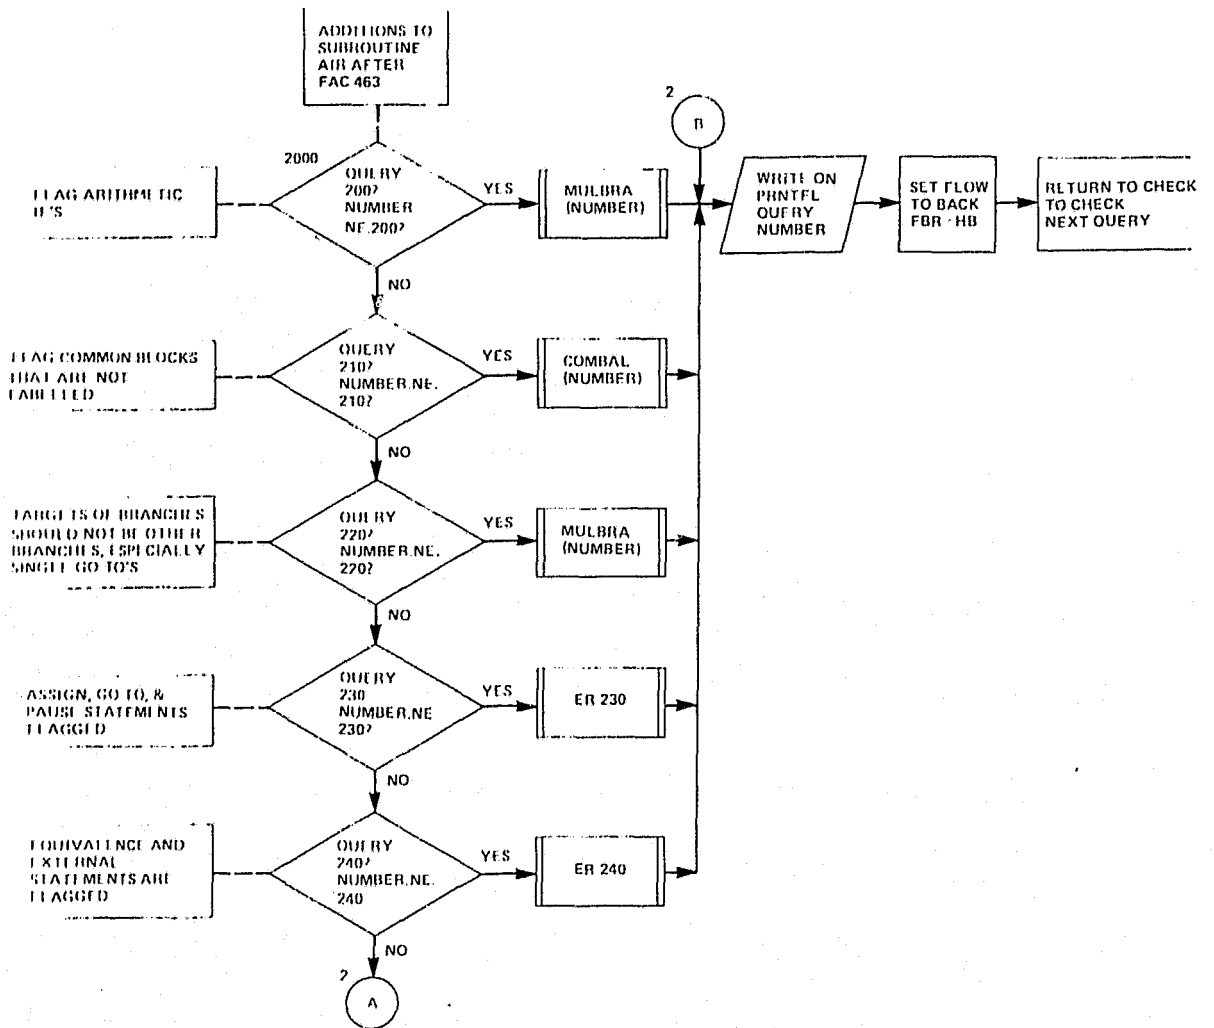 ADDITIONS TO
SUBROUTINE
AIR AFTER
FAC 463
2
B
2000
QUERY
200?
NUMBER
NE.200?
YES
NO
FLAG ARITHMETIC
IF'S
MULBRA
(NUMBER)
WRITE ON
PRNTFL
QUERY
NUMBER
SET FLOW
TO BACK
RETURN TO CHECK
TO CHECK
NEXT QUERY
FLAG COMMON BLOCKS
THAT ARE NOT
LABELLED
QUERY
210?
NUMBER.NE.
210?
YES
NO
COMBAL
(NUMBER)
TARGETS OF BRANCHES
SHOULD NOT BE OTHER
BRANCHES, ESPECIALLY
SINGLE GO TO'S
QUERY
220?
NUMBER.NE.
220?
YES
NO
MULBRA
(NUMBER)
ASSIGN, GO TO, &
PAUSE STATEMENTS
FLAGGED
QUERY
230
NUMBER.NE
230?
YES
NO
ER 230
EQUIVALENCE AND
EXTERNAL
STATEMENTS ARE
FLAGGED
QUERY
240?
NUMBER.NE.
240
YES
NO
ER 240
2
A